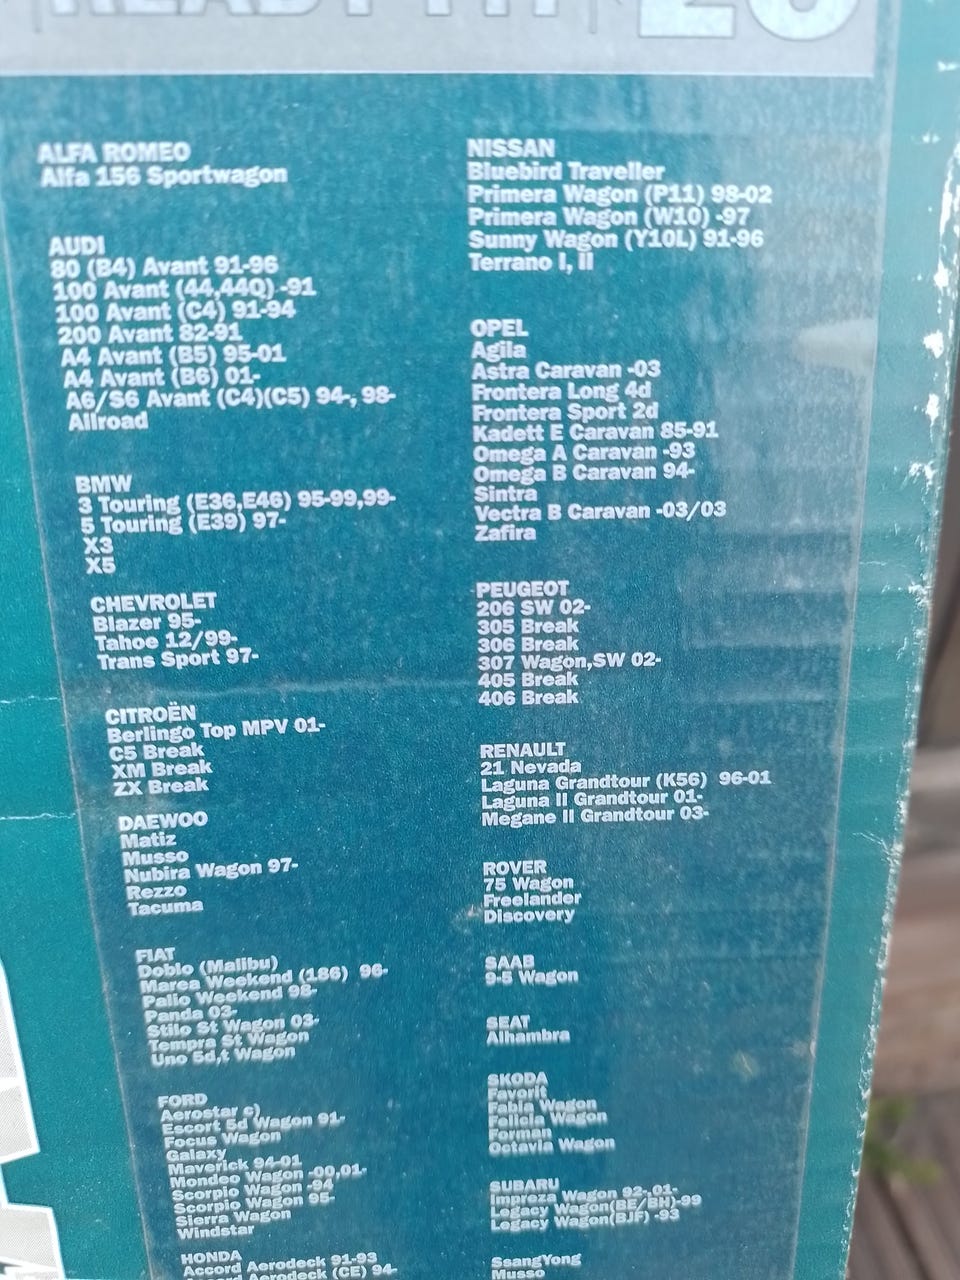 READY FIT 20
ALFA ROMEO
Alfa 156 Sportwagon
AUDI
80 (B4) Avant 91-96
100 Avant (44,44Q) -91
100 Avant (C4) 91-94
200 Avant 82-91
A4 Avant (B5) 95-01
A4 Avant (B6) 01-
A6/S6 Avant (C4)(C5) 94-, 98-
Allroad
BMW
3 Touring (E36,E46) 95-99,99-
5 Touring (E39) 97-
X3
X5
CHEVROLET
Blazer 95-
Tahoe 12/99-
Trans Sport 97-
CITROËN
Berlingo Top MPV 01-
C5 Break
XM Break
ZX Break
DAEWOO
Matiz
Musso
Nubira Wagon 97-
Rezzo
Tacuma
FIAT
Doblo (Malibu)
Marea Weekend (186) 96-
Palio Weekend 98-
Panda 03-
Stilo St Wagon 03-
Tempra St Wagon
Uno 5d,t Wagon
FORD
Aerostar c)
Escort 5d Wagon 91-
Focus Wagon
Galaxy
Maverick 94-01
Mondeo Wagon -00,01-
Scorpio Wagon -94
Scorpio Wagon 95-
Sierra Wagon
Windstar
HONDA
Accord Aerodeck 91-93
Accord Aerodeck (CE) 94-
NISSAN
Bluebird Traveller
Primera Wagon (P11) 98-02
Primera Wagon (W10) -97
Sunny Wagon (Y10L) 91-96
Terrano I, II
OPEL
Agila
Astra Caravan -03
Frontera Long 4d
Frontera Sport 2d
Kadett E Caravan 85-91
Omega A Caravan -93
Omega B Caravan 94-
Sintra
Vectra B Caravan -03/03
Zafira
PEUGEOT
206 SW 02-
305 Break
306 Break
307 Wagon,SW 02-
405 Break
406 Break
RENAULT
21 Nevada
Laguna Grandtour (K56) 96-01
Laguna II Grandtour 01-
Megane II Grandtour 03-
ROVER
75 Wagon
Freelander
Discovery
SAAB
9-5 Wagon
SEAT
Alhambra
SKODA
Favorit
Fabia Wagon
Felicia Wagon
Forman
Octavia Wagon
SUBARU
Impreza Wagon 92-,01-
Legacy Wagon(BE/BH)-99
Legacy Wagon(BJF) -93
SsangYong
Musso